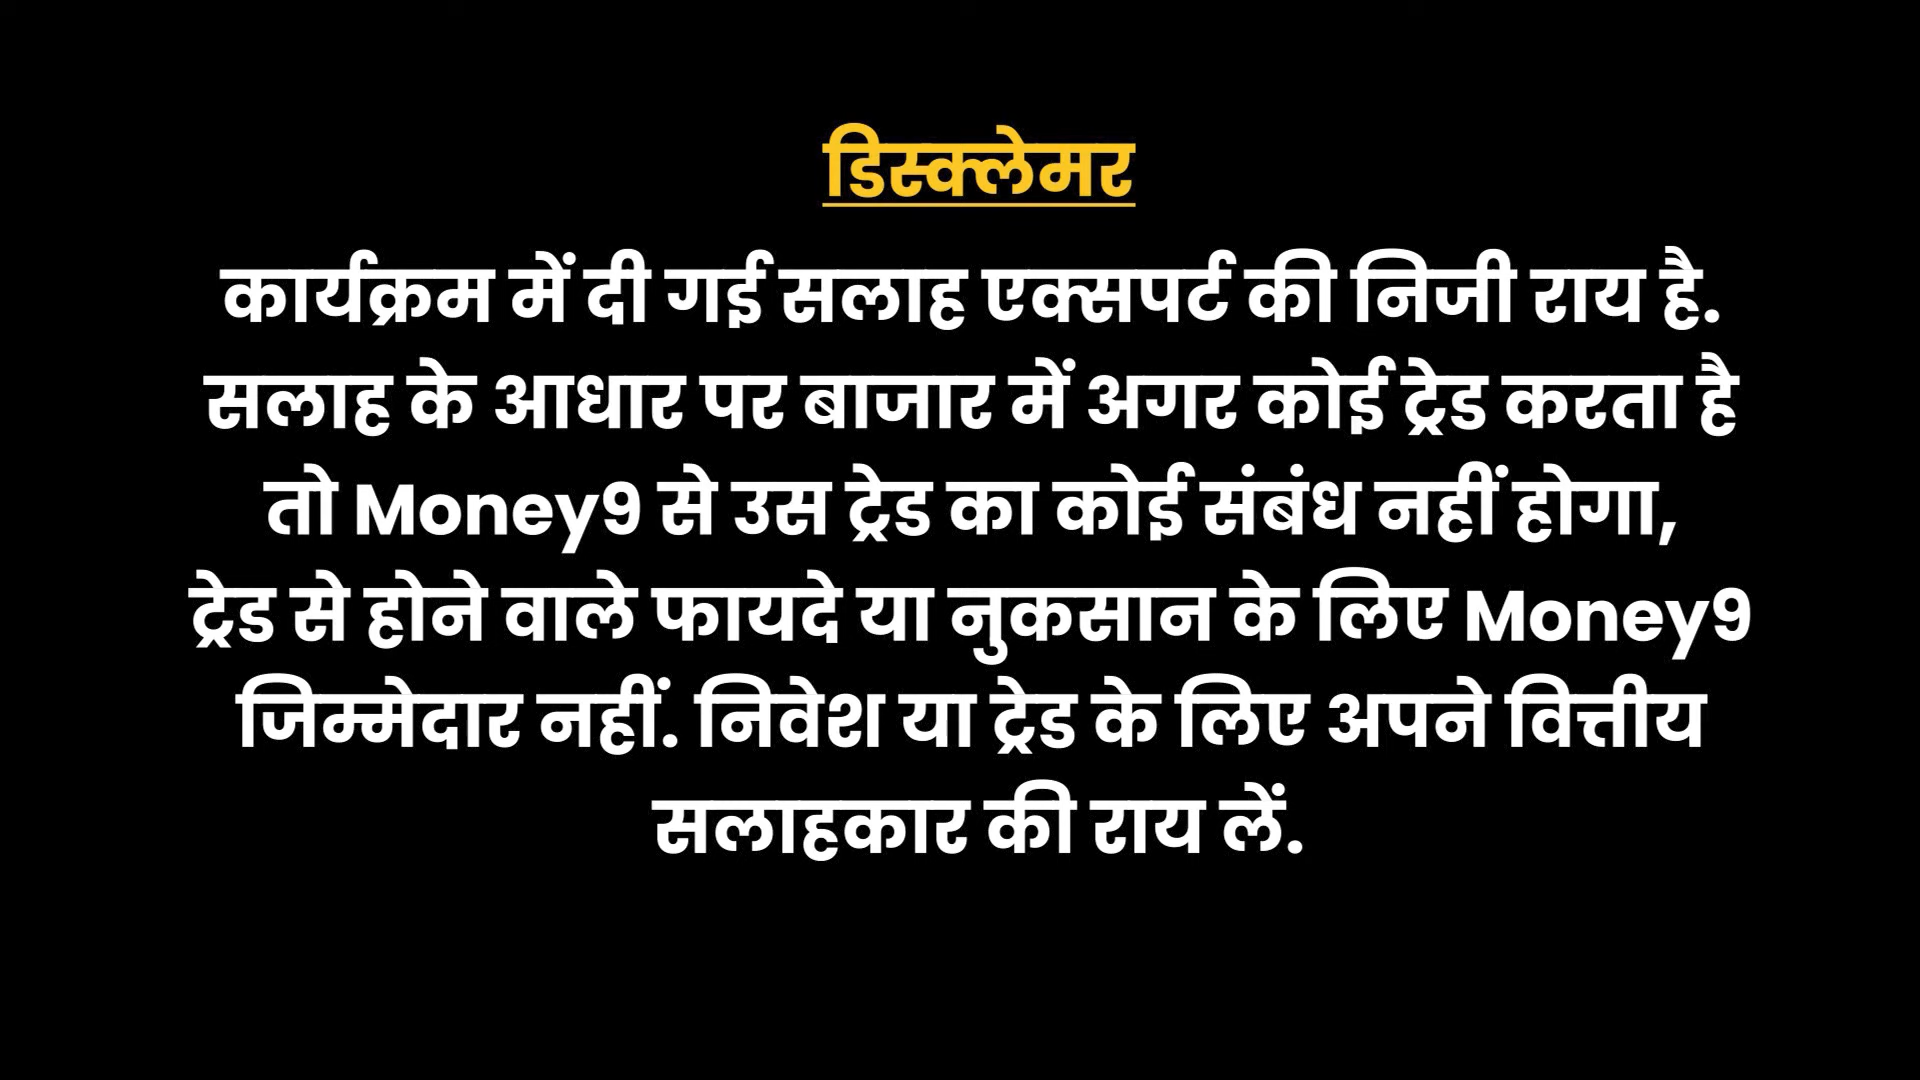 डिस्क्लेमर
कार्यक्रम में दी गई सलाह एक्सपर्ट की निजी राय है.
सलाह के आधार पर बाजार में अगर कोई ट्रेड करता है
तो Money9 से उस ट्रेड का कोई संबंध नहीं होगा,
ट्रेड से होने वाले फायदे या नुकसान के लिए Money9
जिम्मेदार नहीं. निवेश या ट्रेड के लिए अपने वित्तीय
सलाहकार की राय लें.